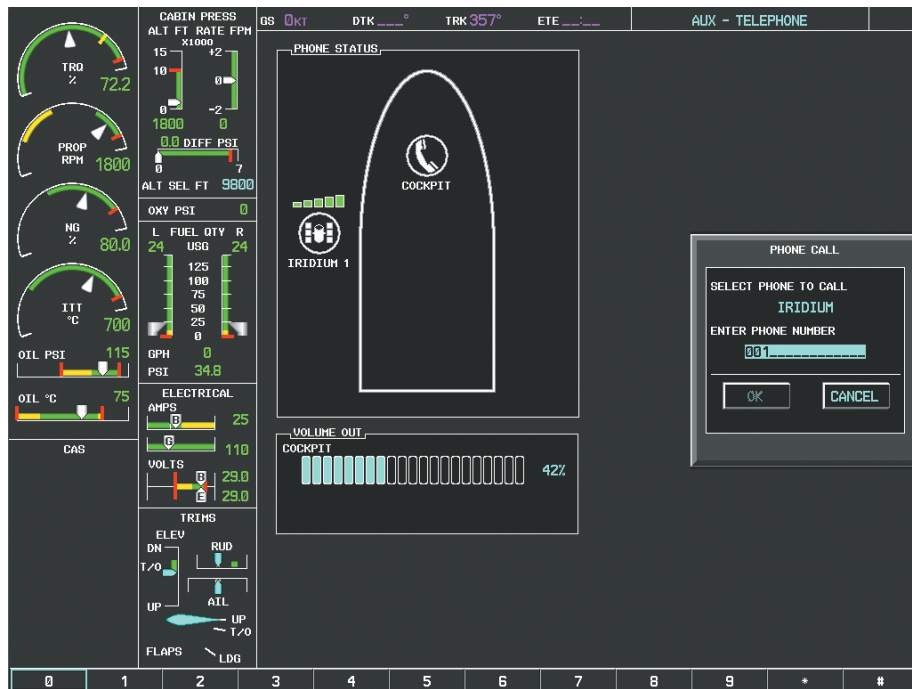 GS 0KT DTK ___° TRK 357° ETE __:__ AUX - TELEPHONE
TRQ
%
72.2
PROP
RPM
1800
NG
%
80.0
ITT
°C
700
OIL PSI 115
OIL °C 75
CAS
CABIN PRESS
ALT FT RATE FPM
X1000
15 +2
10 0
0 -2
1800 0
0.0 DIFF PSI
0 7
ALT SEL FT 9800
OXY PSI 0
L FUEL QTY R
24 USG 24
125
100
75
50
25
0
GPH 0
PSI 34.8
ELECTRICAL
AMPS
B 25
G 110
VOLTS
B 29.0
E 29.0
TRIMS
ELEV
DN RUD
T/O
AIL
UP
UP
T/O
FLAPS LDG
PHONE STATUS
COCKPIT
IRIDIUM 1
VOLUME OUT
COCKPIT
42%
PHONE CALL
SELECT PHONE TO CALL
IRIDIUM
ENTER PHONE NUMBER
001_____________
OK CANCEL
0 1 2 3 4 5 6 7 8 9 * #